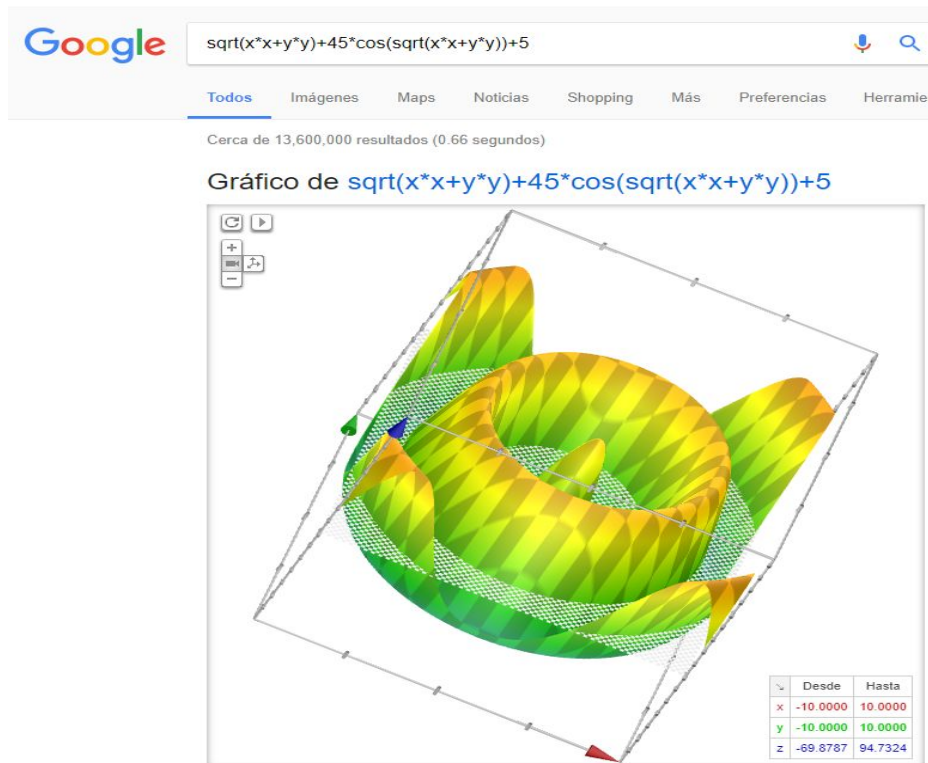 Google
sqrt(x*x+y*y)+45*cos(sqrt(x*x+y*y))+5
Todos Imágenes Maps Noticias Shopping Más Preferencias Herramie
Cerca de 13,600,000 resultados (0.66 segundos)
Gráfico de sqrt(x*x+y*y)+45*cos(sqrt(x*x+y*y))+5
Desde Hasta
x -10.0000 10.0000
y -10.0000 10.0000
z -69.8787 94.7324